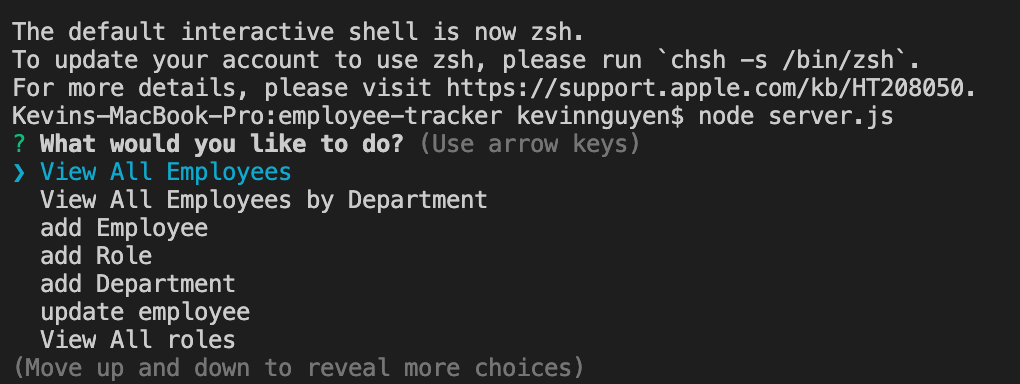 The default interactive shell is now zsh.
To update your account to use zsh, please run `chsh -s /bin/zsh`.
For more details, please visit https://support.apple.com/kb/HT208050.
Kevins-MacBook-Pro:employee-tracker kevinnguyen$ node server.js
? What would you like to do? (Use arrow keys)
❯ View All Employees
  View All Employees by Department
  add Employee
  add Role
  add Department
  update employee
  View All roles
(Move up and down to reveal more choices)